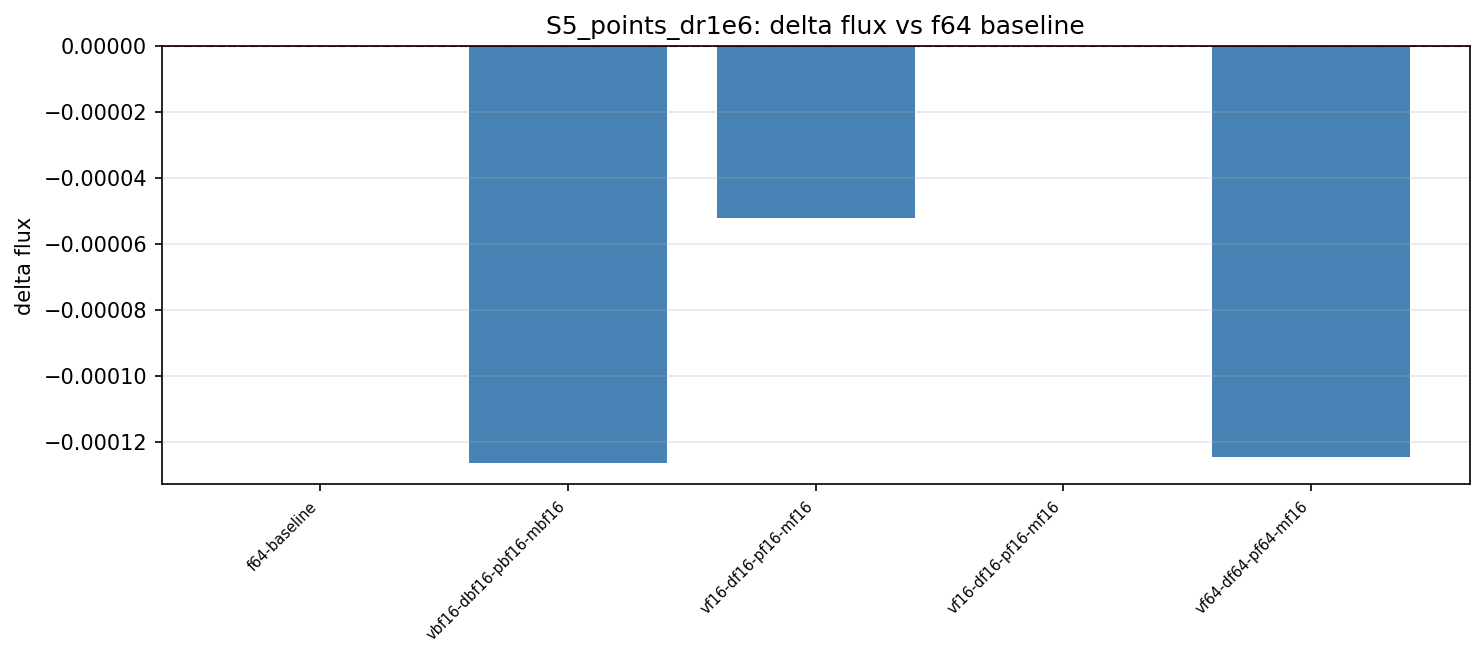 S5_points_dr1e6: delta flux vs f64 baseline
delta flux
0.00000
−0.00002
−0.00004
−0.00006
−0.00008
−0.00010
−0.00012
f64-baseline
vbf16-dbf16-pbf16-mbf16
vf16-df16-pf16-mf16
vf16-df16-pf16-mf16
vf64-df64-pf64-mf16